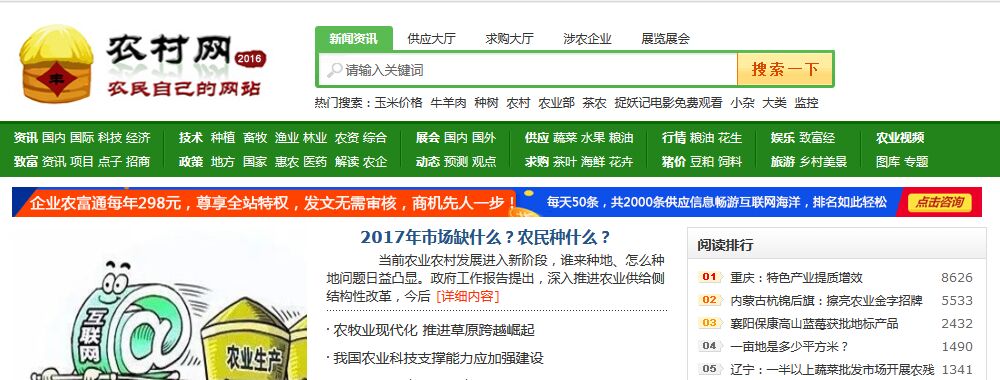 农村网 2016
农民自己的网站
新闻资讯 供应大厅 求购大厅 涉农企业 展览展会
请输入关键词 搜索一下
热门搜索：玉米价格 牛羊肉 种树 农村 农业部 茶农 捉妖记电影免费观看 小杂 大类 监控
资讯 国内 国际 科技 经济 技术 种植 畜牧 渔业 林业 农资 综合 展会 国内 国外 供应 蔬菜 水果 粮油 行情 粮油 花生 娱乐 致富经 农业视频
致富 资讯 项目 点子 招商 政策 地方 国家 惠农 医药 解读 农企 动态 预测 观点 求购 茶叶 海鲜 花卉 猪价 豆粕 饲料 旅游 乡村美景 图库 专题
企业农富通每年298元，尊享全站特权，发文无需审核，商机先人一步！ 每天50条，共2000条供应信息畅游互联网海洋，排名如此轻松 点击咨询
互联网
农业生产
2017年市场缺什么？农民种什么？
当前农业农村发展进入新阶段，谁来种地、怎么种
地问题日益凸显。政府工作报告提出，深入推进农业供给侧
结构性改革，今后 [详细内容]
· 农牧业现代化 推进草原跨越崛起
· 我国农业科技支撑能力应加强建设
阅读排行
01 重庆：特色产业提质增效 8626
02 内蒙古杭锦后旗：擦亮农业金字招牌 5533
03 襄阳保康高山蓝莓获批地标产品 2432
04 一亩地是多少平方米？ 1490
05 辽宁：一半以上蔬菜批发市场开展农残 1341